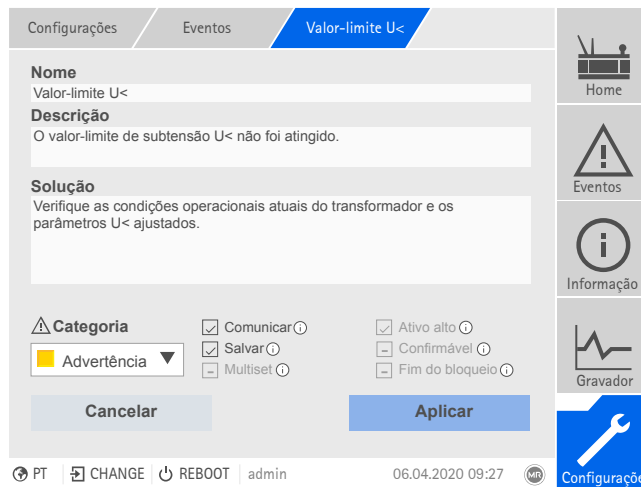 Configurações
Eventos
Valor-limite U<
Nome
Valor-limite U<
Descrição
O valor-limite de subtensão U< não foi atingido.
Solução
Verifique as condições operacionais atuais do transformador e os
parâmetros U< ajustados.
Categoria
Advertência
Comunicar
Salvar
Multiset
Ativo alto
Confirmável
Fim do bloqueio
Cancelar
Aplicar
PT
CHANGE
REBOOT
admin
06.04.2020 09:27
MR
Home
Eventos
Informação
Gravador
Configuraçõe